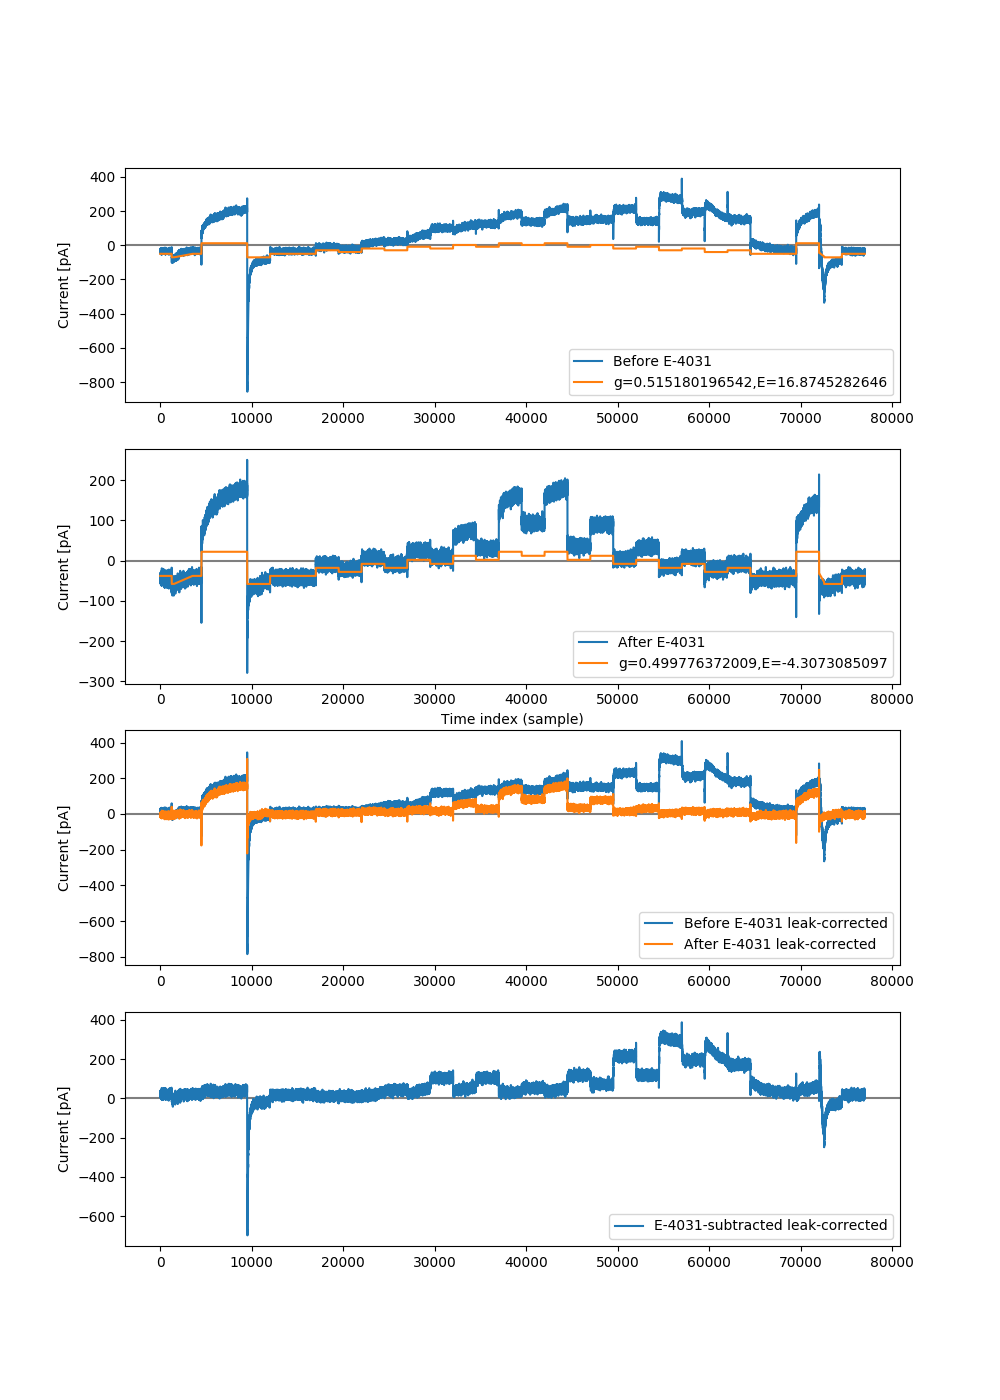 400
200
0
−200
−400
−600
−800
Current [pA]
Before E-4031
g=0.515180196542,E=16.8745282646
0 10000 20000 30000 40000 50000 60000 70000 80000
200
100
0
−100
−200
−300
Current [pA]
After E-4031
g=0.499776372009,E=-4.3073085097
0 10000 20000 30000 40000 50000 60000 70000 80000
Time index (sample)
400
200
0
−200
−400
−600
−800
Current [pA]
Before E-4031 leak-corrected
After E-4031 leak-corrected
0 10000 20000 30000 40000 50000 60000 70000 80000
400
200
0
−200
−400
−600
Current [pA]
E-4031-subtracted leak-corrected
0 10000 20000 30000 40000 50000 60000 70000 80000